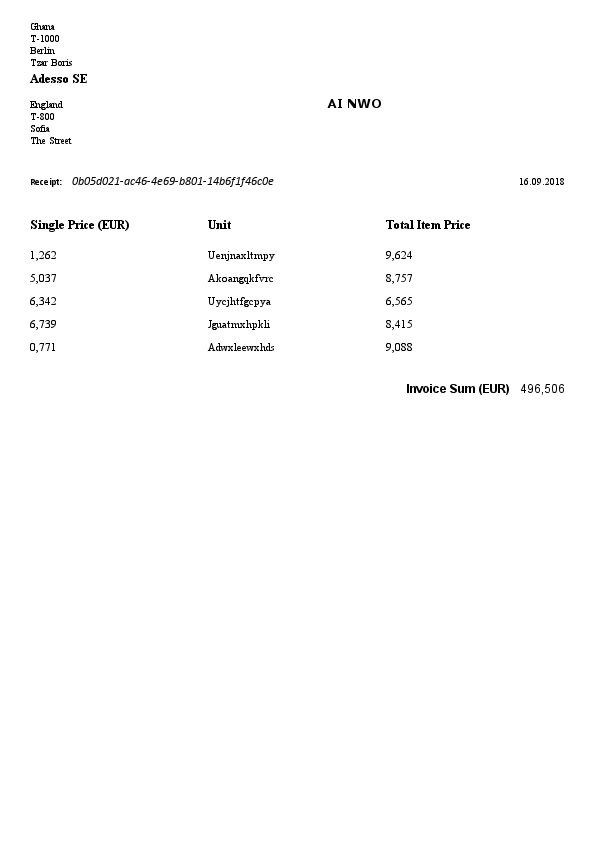 Ghana
T-1000
Berlin
Tzar Boris
Adesso SE
England
T-800
Sofia
The Street
AI NWO
Receipt: 0b05d021-ac46-4e69-b801-14b6f1f46c0e 16.09.2018
Single Price (EUR) Unit Total Item Price
1,262 Uenjnaxltmpy 9,624
5,037 Akoangqkfvrc 8,757
6,342 Uycjhtfgcpya 6,565
6,739 Jguatmxhpkli 8,415
0,771 Adwxleewxhds 9,088
Invoice Sum (EUR) 496,506